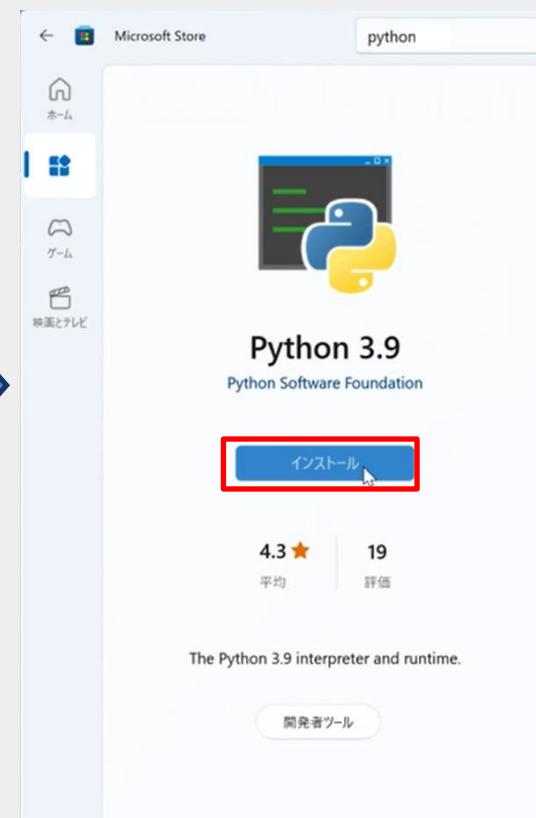 Microsoft Store
python
ホーム
ゲーム
映画とテレビ
Python 3.9
Python Software Foundation
インストール
4.3 19
平均 評価
The Python 3.9 interpreter and runtime.
開発者ツール